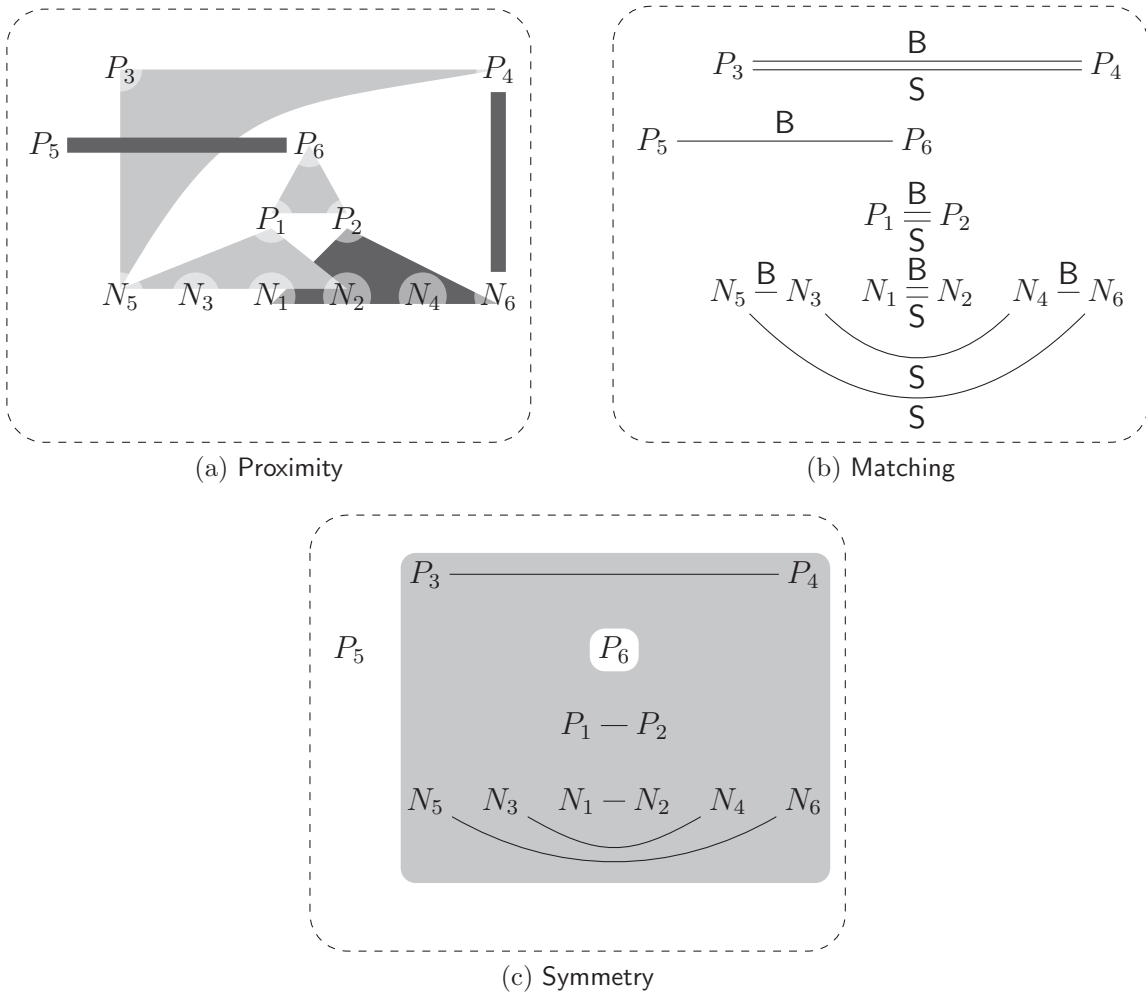 P3 P4
P5 P6
P1 P2
N5 N3 N1 N2 N4 N6
(a) Proximity
B
P3 P4
S
B
P5 P6
B
P1 P2
S
B B B
N5 N3 N1 N2 N4 N6
S
S
S
(b) Matching
P3 P4
P5 P6
P1 P2
N5 N3 N1 N2 N4 N6
(c) Symmetry